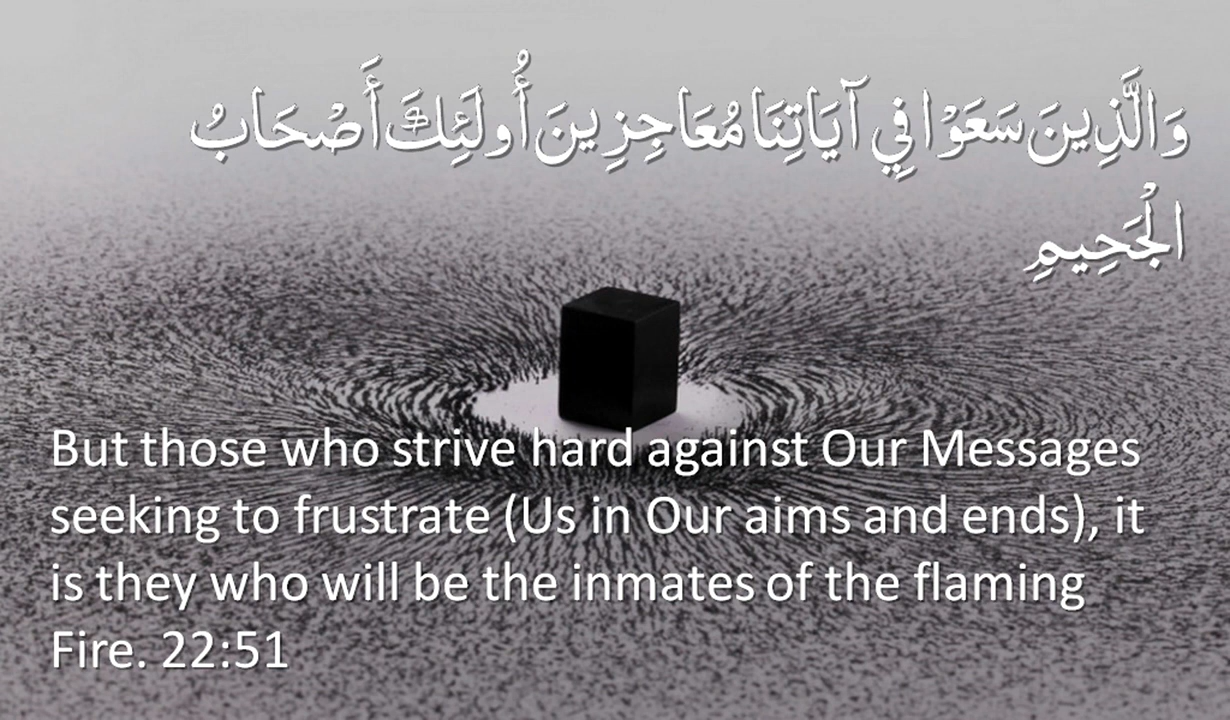 وَالَّذِينَ سَعَوْا فِي آيَاتِنَا مُعَاجِزِينَ أُولَئِكَ أَصْحَابُ
الْجَحِيمِ
But those who strive hard against Our Messages
seeking to frustrate (Us in Our aims and ends), it
is they who will be the inmates of the flaming
Fire. 22:51